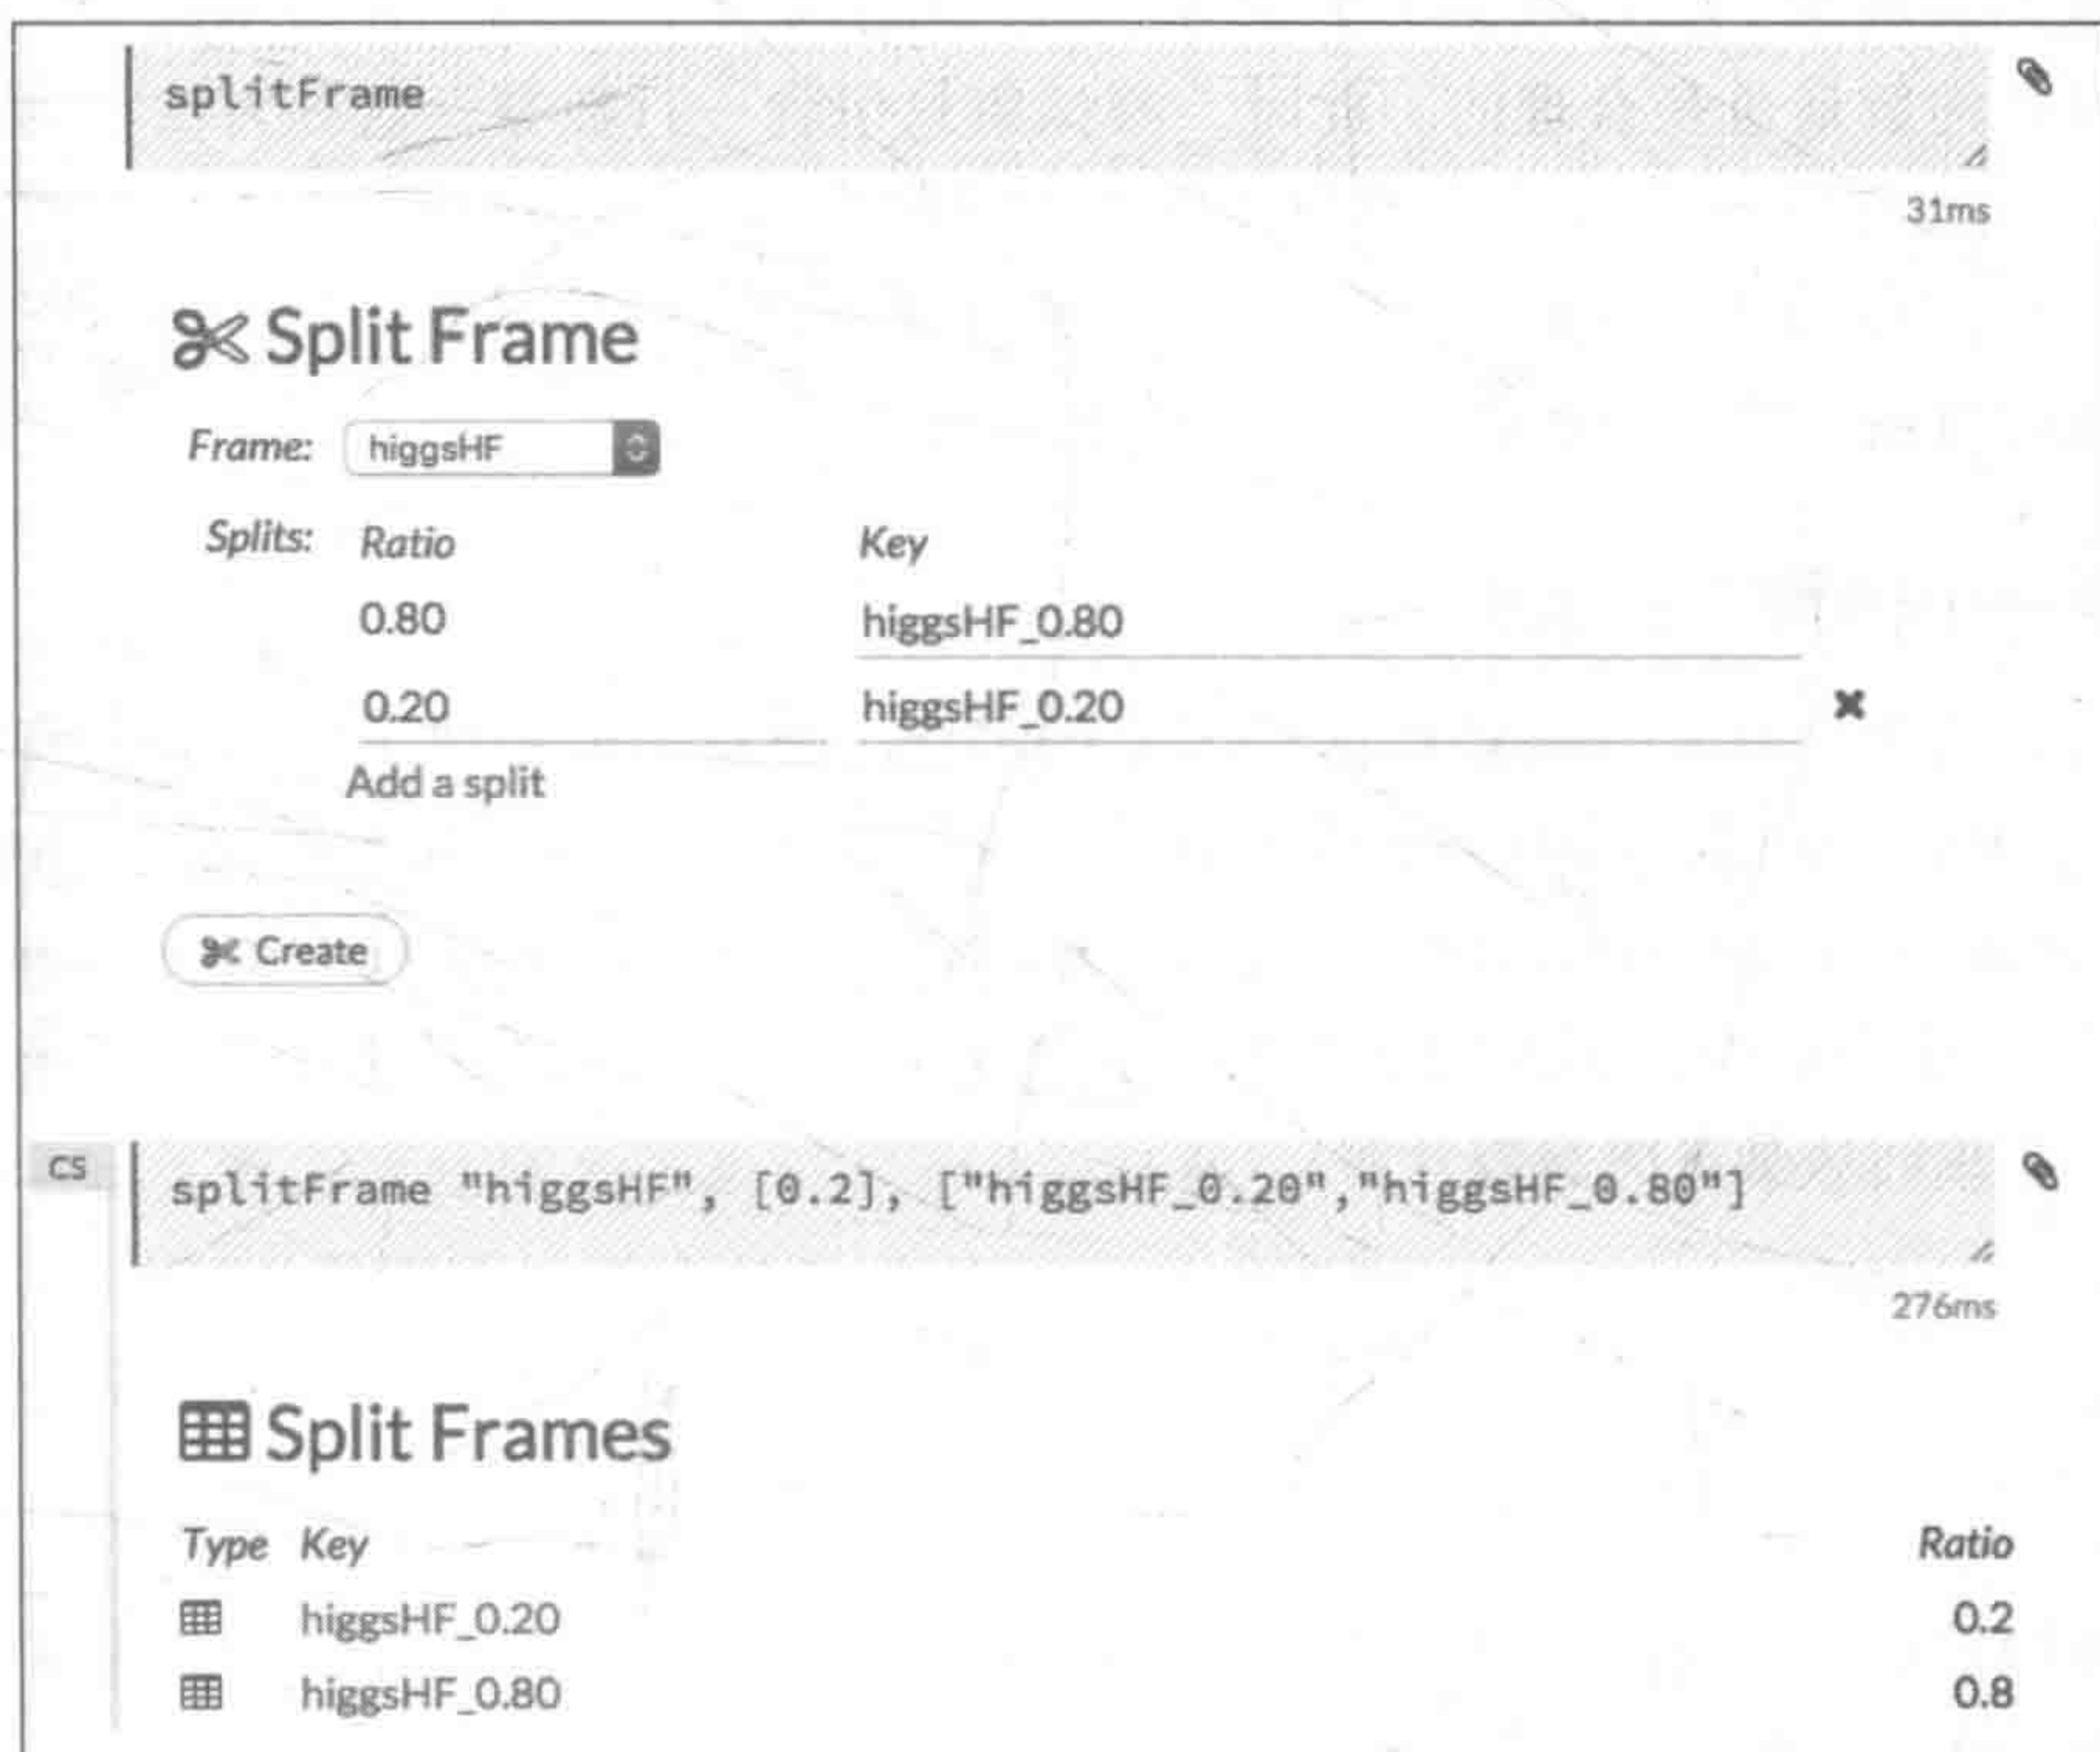 splitFrame
31ms
Split Frame
Frame: higgsHF
Splits: Ratio Key
0.80 higgsHF_0.80
0.20 higgsHF_0.20
Add a split
Create
CS
splitFrame "higgsHF", [0.2], ["higgsHF_0.20","higgsHF_0.80"]
276ms
Split Frames
Type Key Ratio
higgsHF_0.20 0.2
higgsHF_0.80 0.8